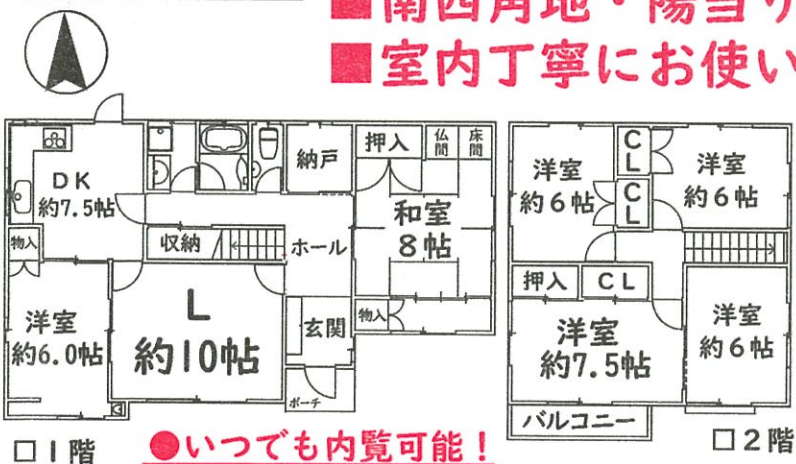 ■南西角地・陽当り
■室内丁寧にお使い
DK
約7.5帖
物入
洋室
約6.0帖
収納
L
約10帖
納戸
ホール
玄関
ポーチ
押入
仏間
床間
和室
8帖
物入
洋室
約6帖
CL
CL
洋室
約6帖
押入
CL
洋室
約7.5帖
洋室
約6帖
バルコニー
□1階
●いつでも内覧可能！
□2階